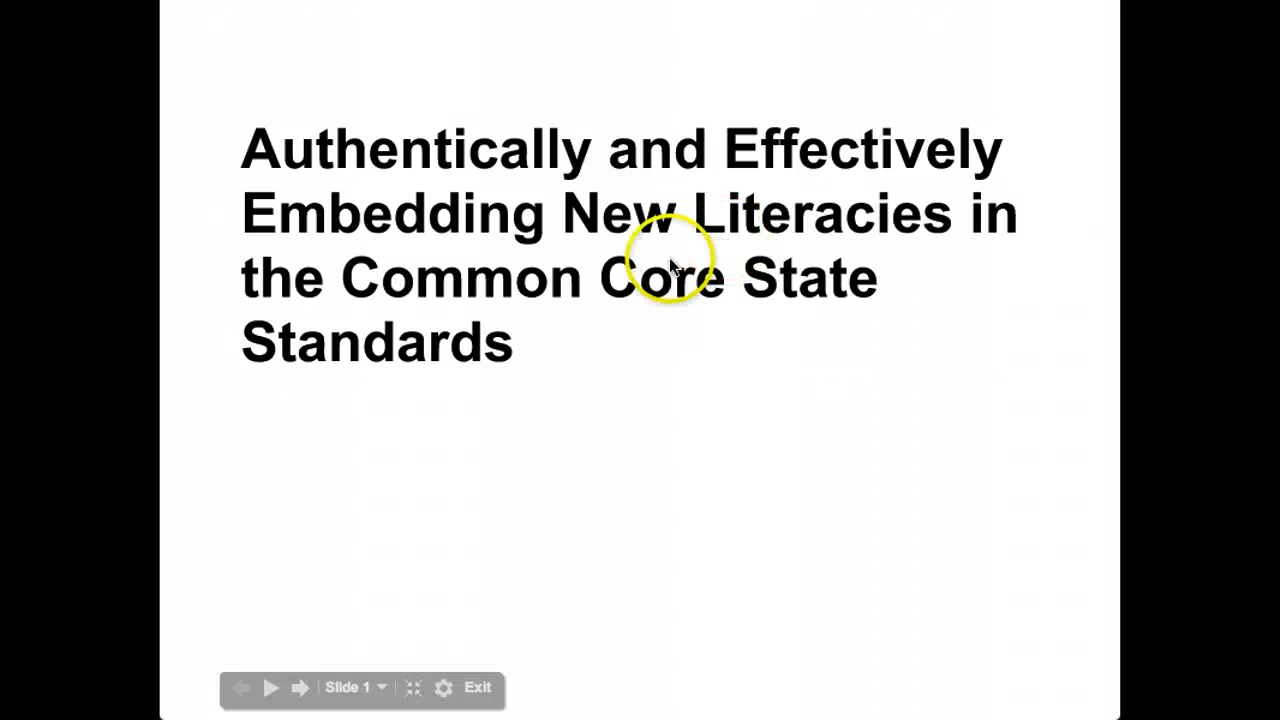 Authentically and Effectively
Embedding New Literacies in
the Common Core State
Standards
Slide 1
Exit